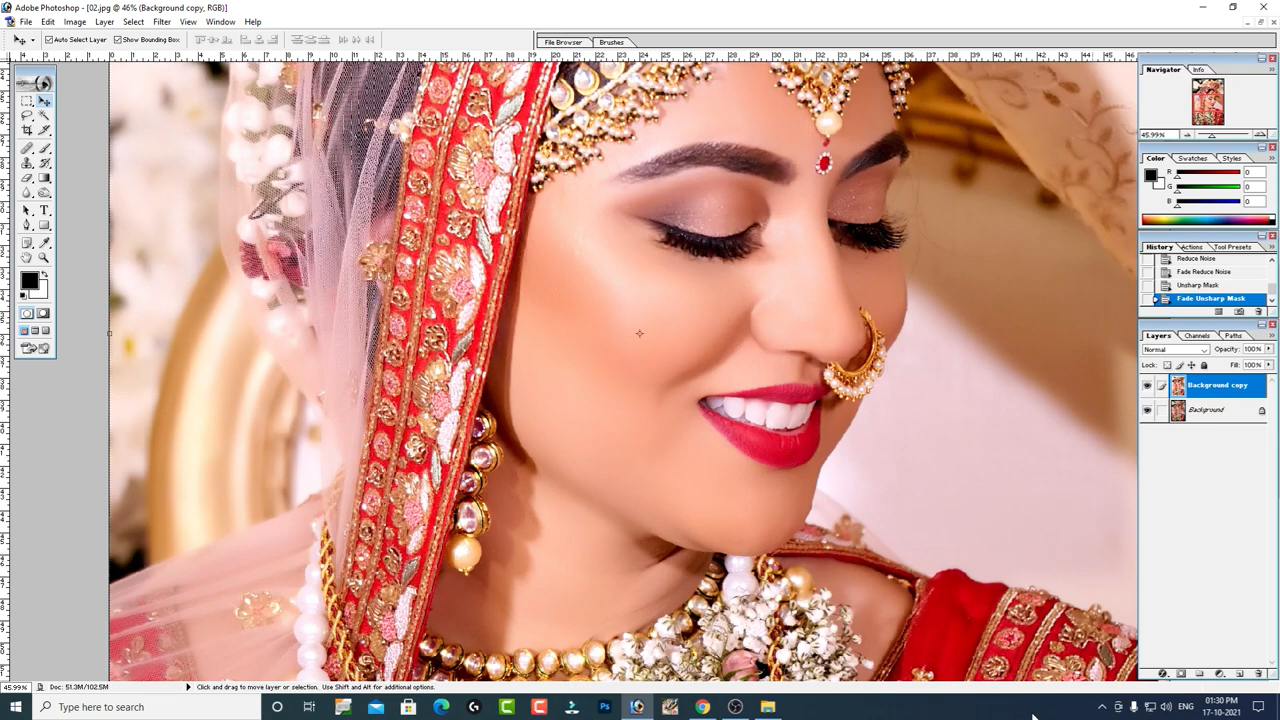 Adobe Photoshop - [02.jpg @ 46% (Background copy, RGB)]
File Edit Image Layer Select Filter View Window Help
Auto Select Layer Show Bounding Box File Browser Brushes
Navigator Info
45.99%
Color Swatches Styles
R 0
G 0
B 0
History Actions Tool Presets
Reduce Noise
Fade Reduce Noise
Unsharp Mask
Fade Unsharp Mask
Layers Channels Paths
Normal Opacity: 100%
Lock: Fill: 100%
Background copy
Background
45.99% Doc: 51.3M/102.5M Click and drag to move layer or selection. Use Shift and Alt for additional options.
Type here to search
01:30 PM
17-10-2021